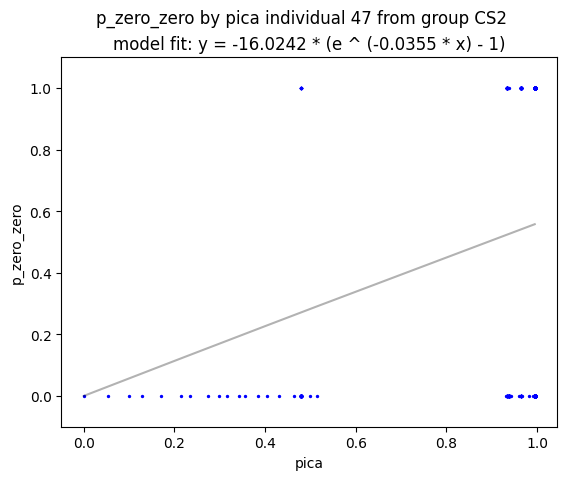 p_zero_zero by pica individual 47 from group CS2
model fit: y = -16.0242 * (e ^ (-0.0355 * x) - 1)
1.0
0.8
0.6
0.4
0.2
0.0
p_zero_zero
0.0 0.2 0.4 0.6 0.8 1.0
pica